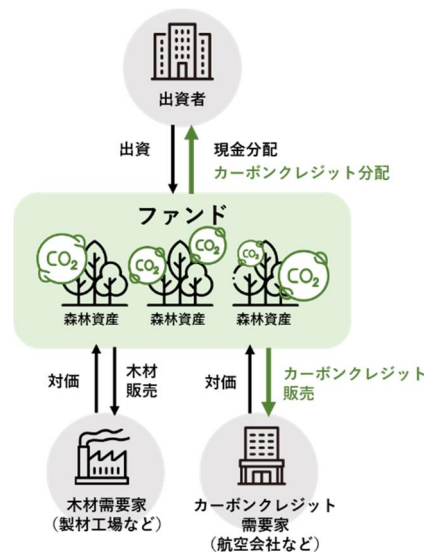 出資者
出資
現金分配
カーボンクレジット分配
ファンド
CO₂
CO₂
CO₂
CO₂
CO₂
森林資産
森林資産
森林資産
対価
木材
販売
対価
カーボンクレジット
販売
木材需要家
（製材工場など）
カーボンクレジット
需要家
（航空会社など）